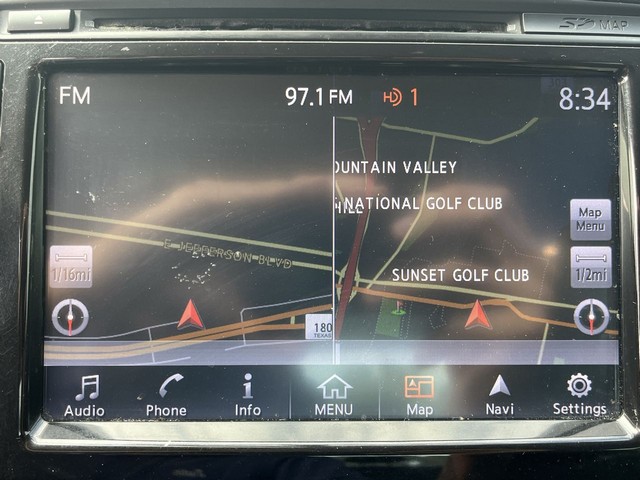 SD MAP
FM
97.1 FM
HD 1
8:34
OUNTAIN VALLEY
NATIONAL GOLF CLUB
Map
Menu
E JEFFERSON BLVD
SUNSET GOLF CLUB
1/16mi
1/2mi
180
TEXAS
Audio
Phone
Info
MENU
Map
Navi
Settings